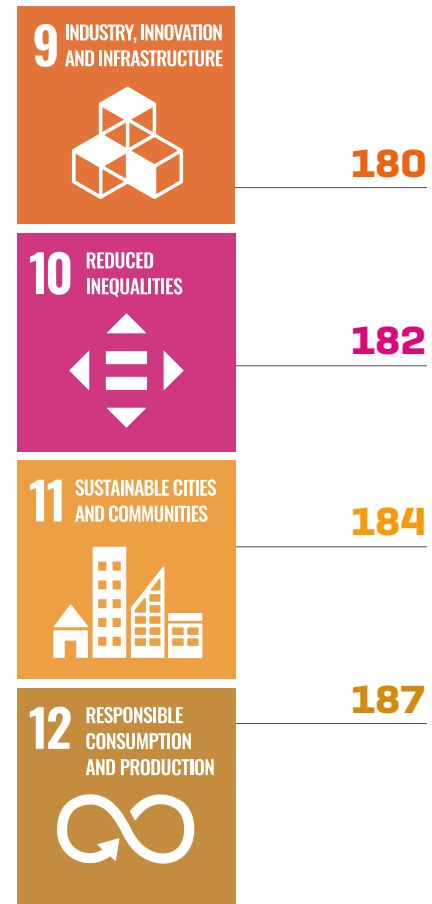 9 INDUSTRY, INNOVATION
AND INFRASTRUCTURE
180
10 REDUCED
INEQUALITIES
182
11 SUSTAINABLE CITIES
AND COMMUNITIES
184
12 RESPONSIBLE
CONSUMPTION
AND PRODUCTION
187